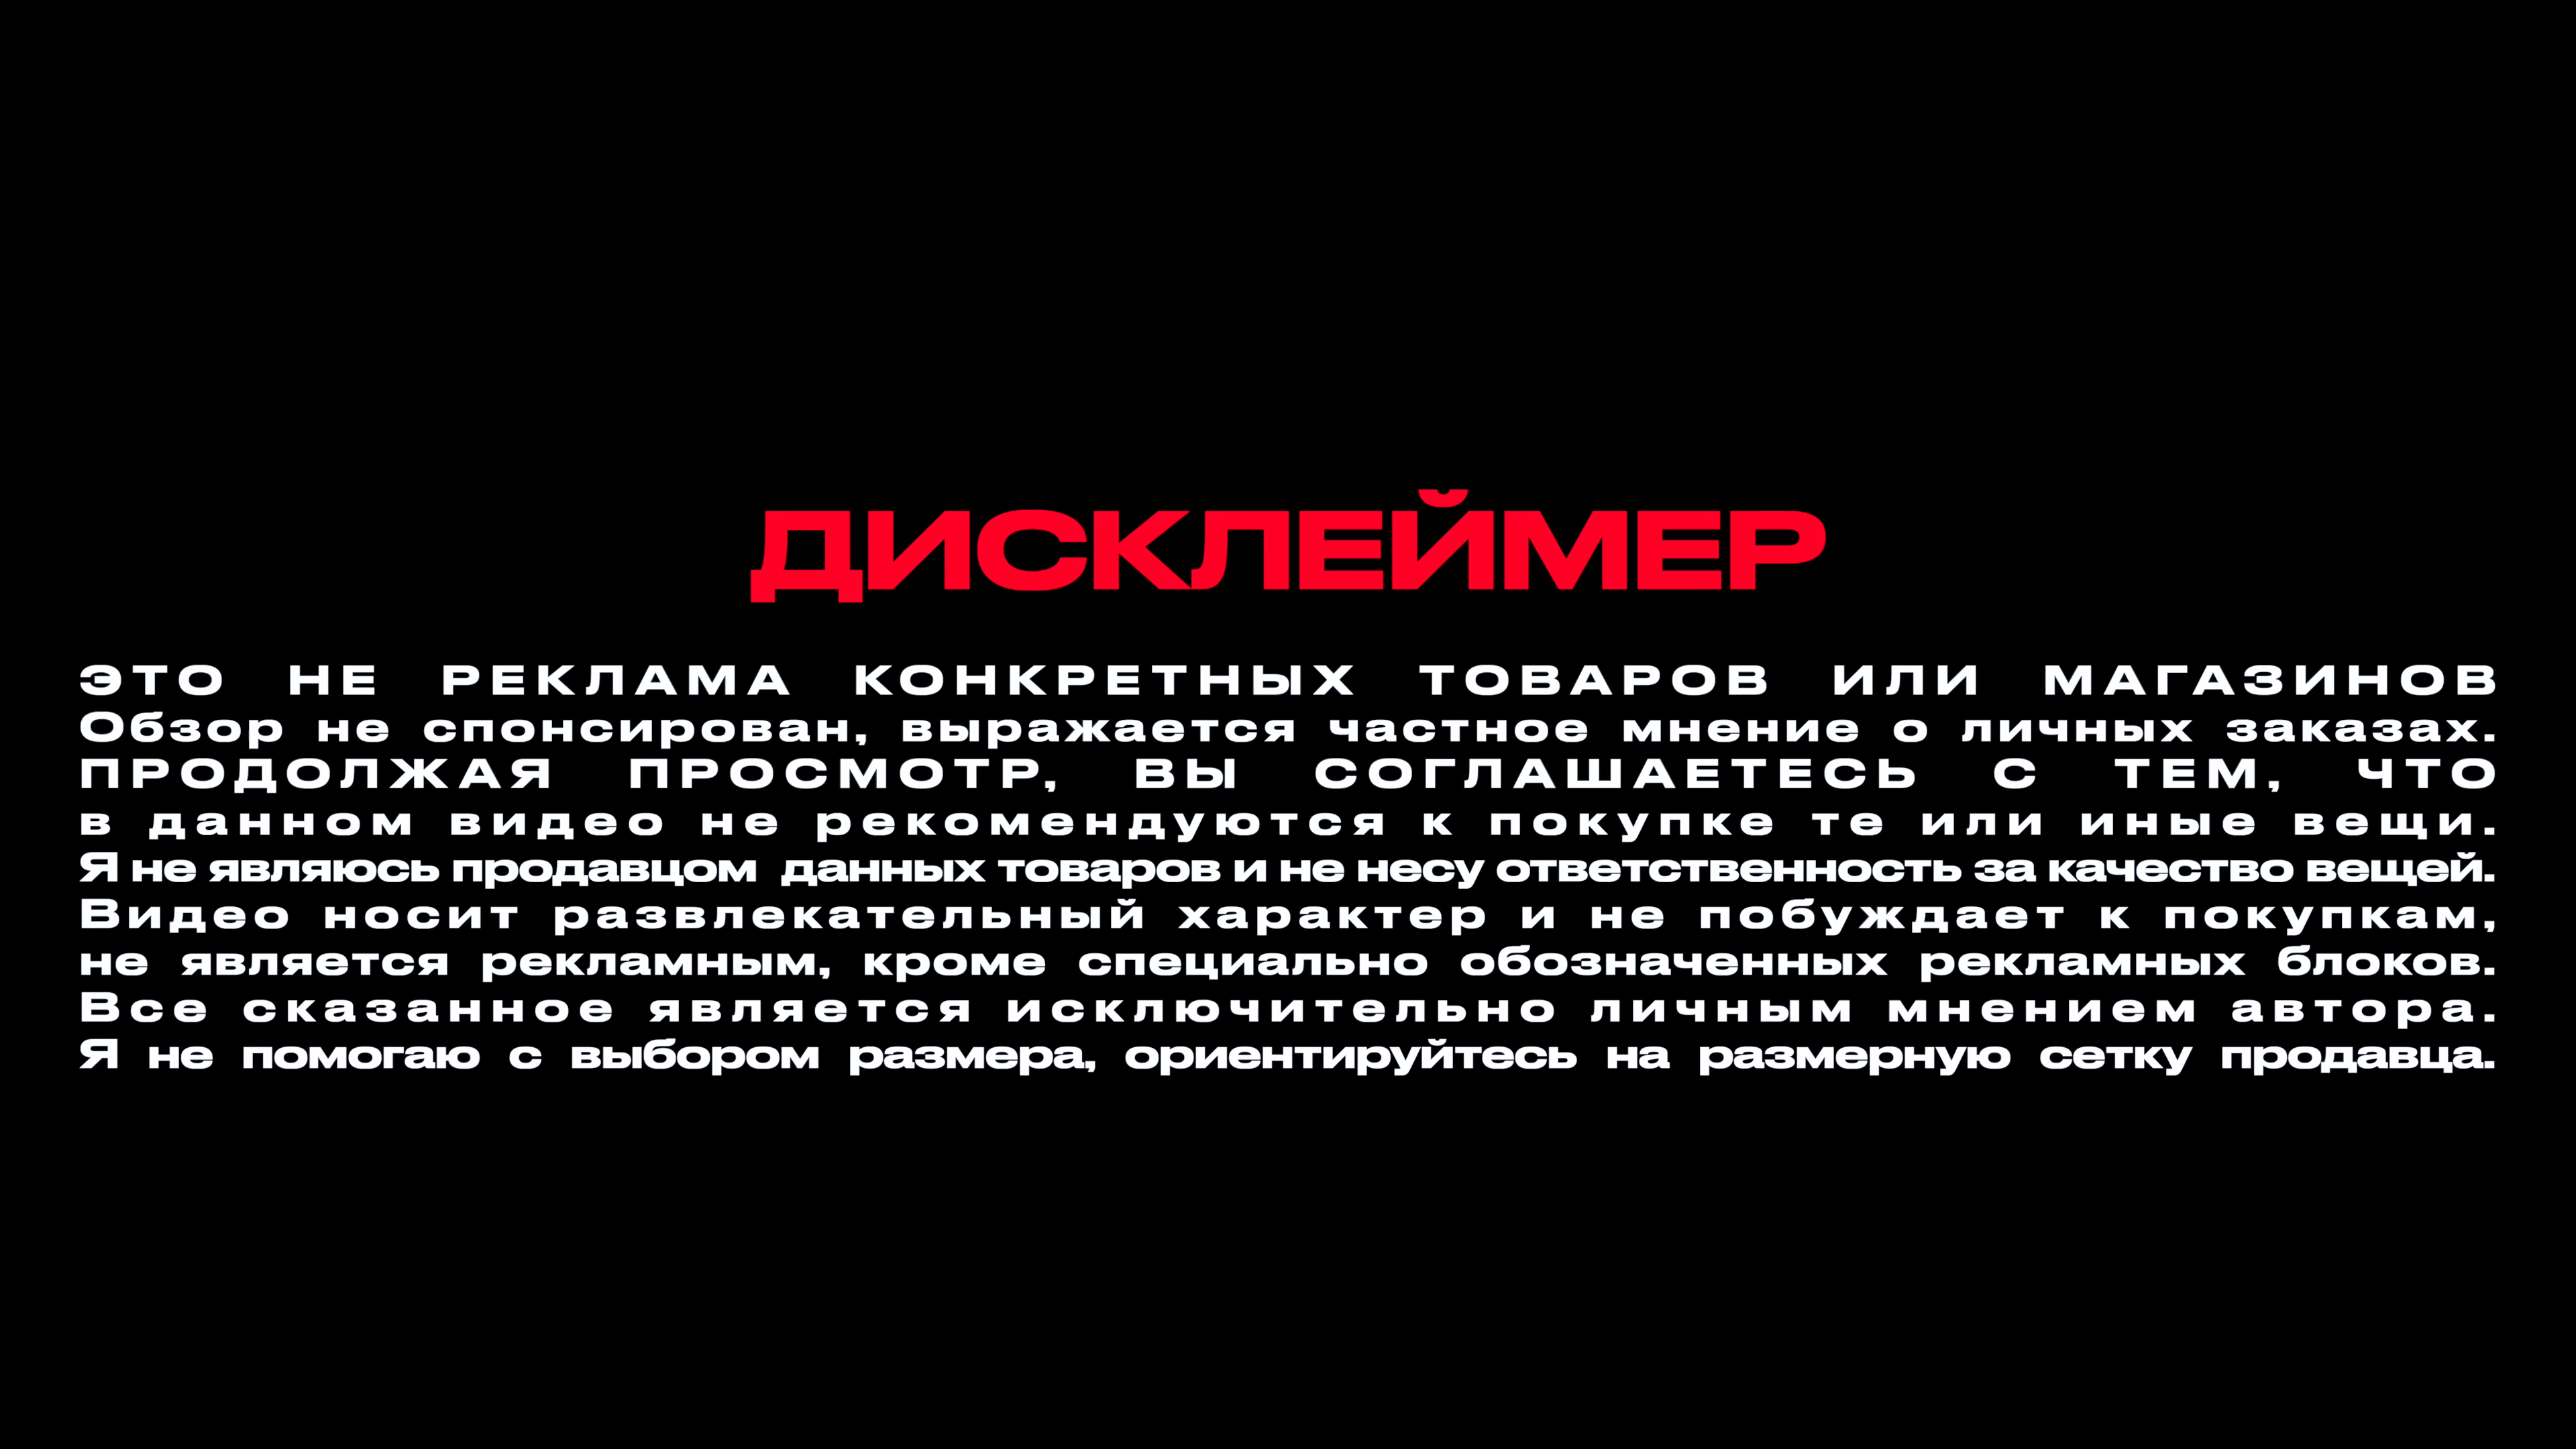 ДИСКЛЕЙМЕР
ЭТО НЕ РЕКЛАМА КОНКРЕТНЫХ ТОВАРОВ ИЛИ МАГАЗИНОВ
Обзор не спонсирован, выражается частное мнение о личных заказах.
ПРОДОЛЖАЯ ПРОСМОТР, ВЫ СОГЛАШАЕТЕСЬ С ТЕМ, ЧТО
в данном видео не рекомендуются к покупке те или иные вещи.
Я не являюсь продавцом данных товаров и не несу ответственность за качество вещей.
Видео носит развлекательный характер и не побуждает к покупкам,
не является рекламным, кроме специально обозначенных рекламных блоков.
Все сказанное является исключительно личным мнением автора.
Я не помогаю с выбором размера, ориентируйтесь на размерную сетку продавца.